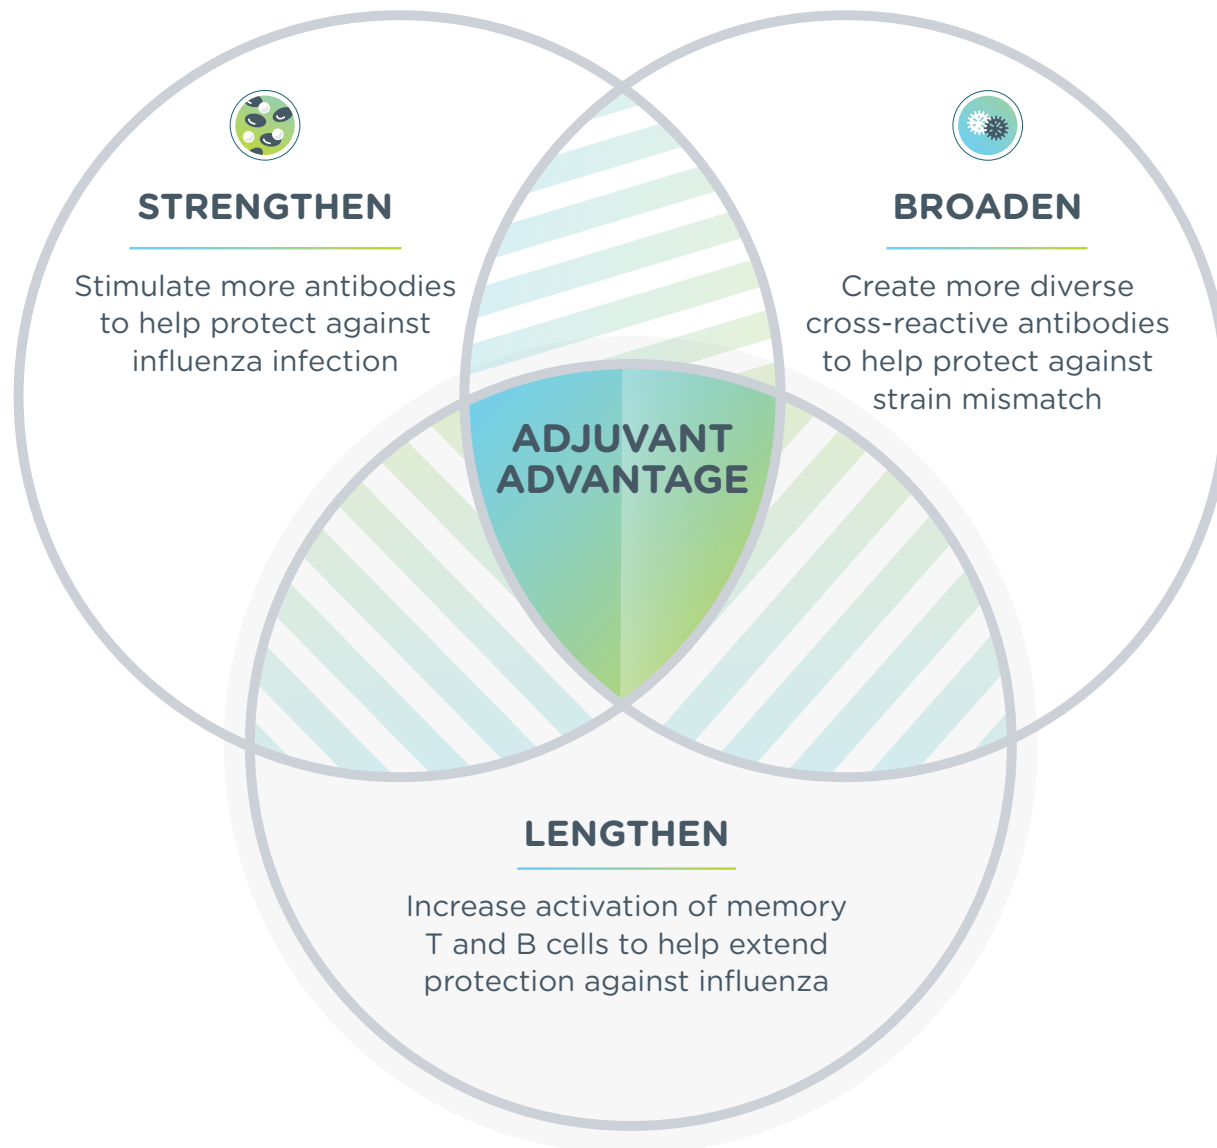 STRENGTHEN
Stimulate more antibodies
to help protect against
influenza infection
BROADEN
Create more diverse
cross-reactive antibodies
to help protect against
strain mismatch
ADJUVANT
ADVANTAGE
LENGTHEN
Increase activation of memory
T and B cells to help extend
protection against influenza